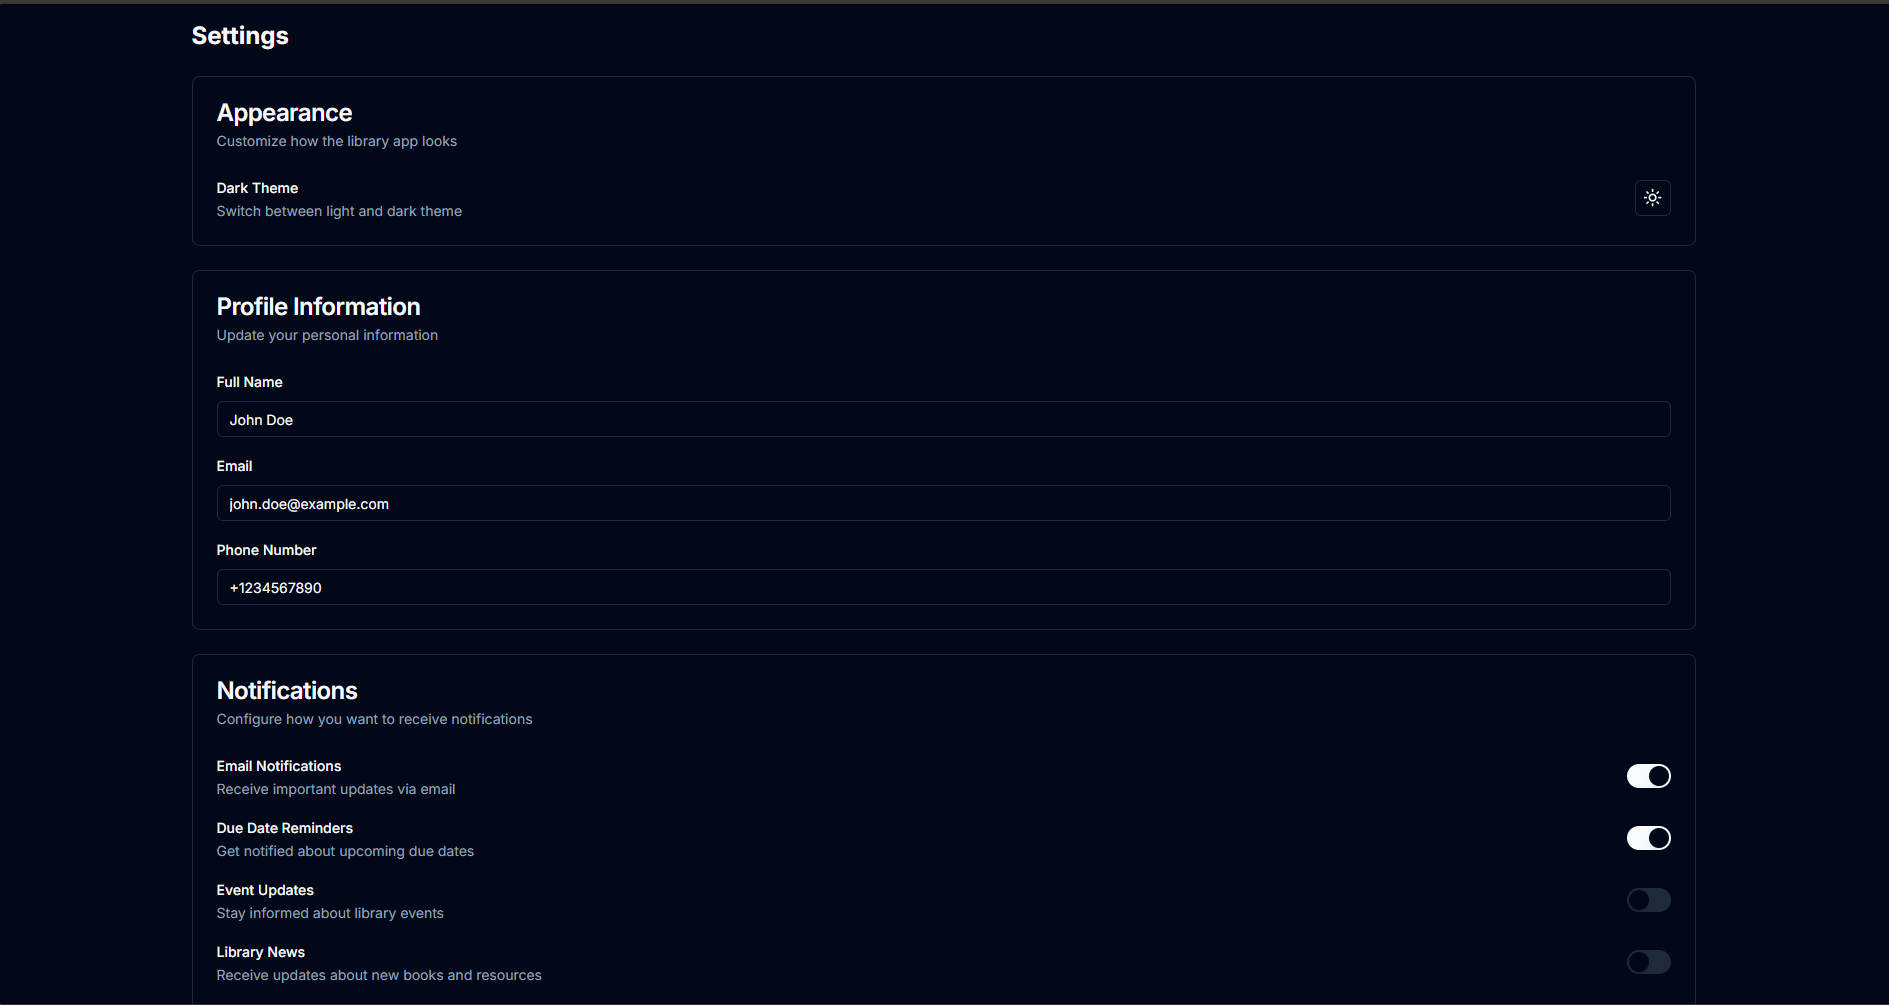 Settings
Appearance
Customize how the library app looks
Dark Theme
Switch between light and dark theme
Profile Information
Update your personal information
Full Name
John Doe
Email
john.doe@example.com
Phone Number
+1234567890
Notifications
Configure how you want to receive notifications
Email Notifications
Receive important updates via email
Due Date Reminders
Get notified about upcoming due dates
Event Updates
Stay informed about library events
Library News
Receive updates about new books and resources